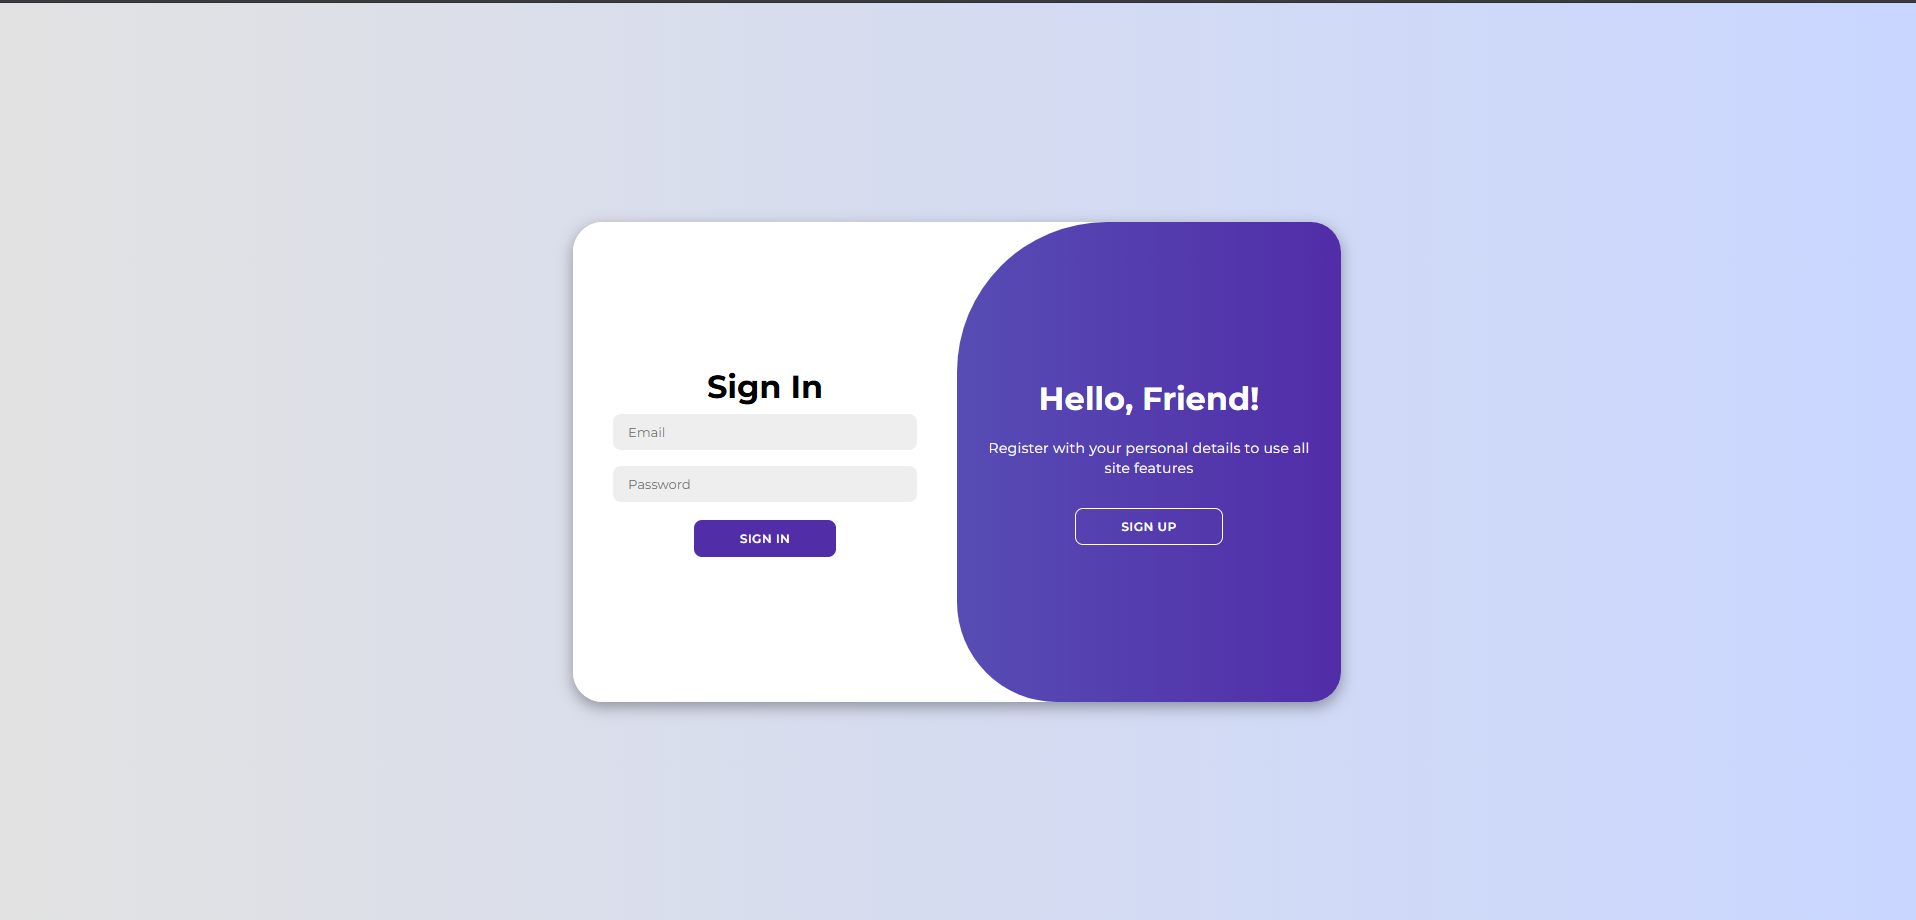 Sign In
Email
Password
SIGN IN
Hello, Friend!
Register with your personal details to use all
site features
SIGN UP